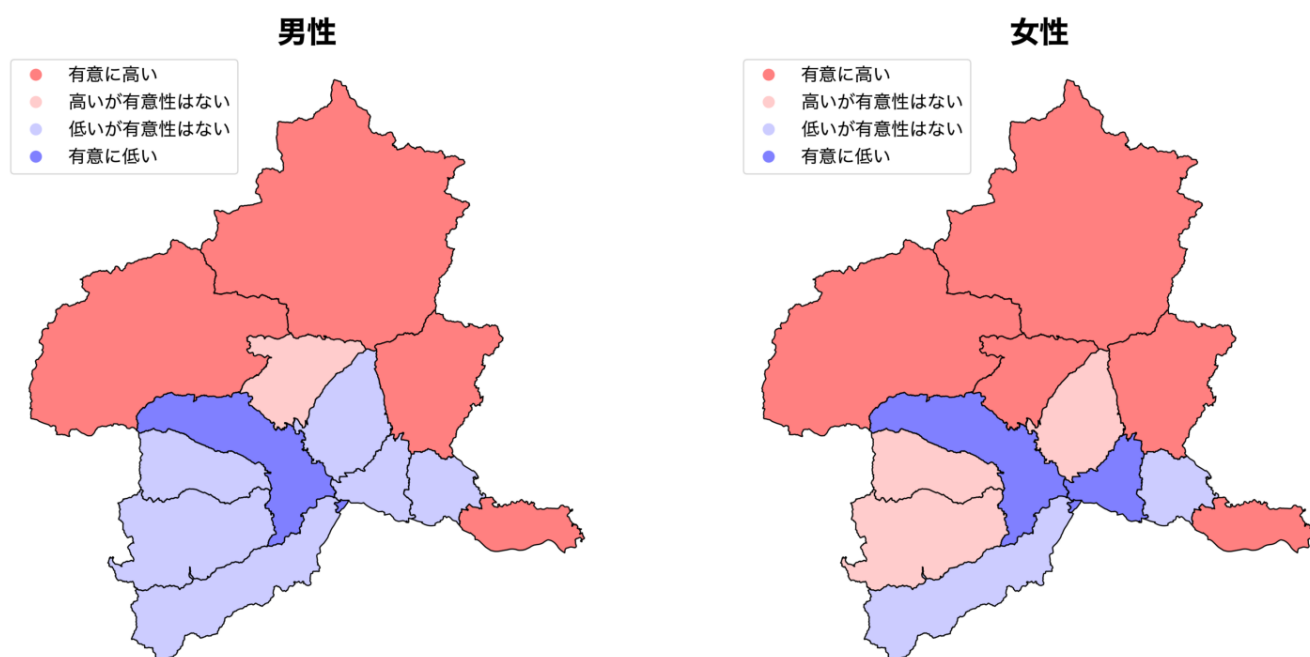 男性
有意に高い
高いが有意性はない
低いが有意性はない
有意に低い
女性
有意に高い
高いが有意性はない
低いが有意性はない
有意に低い